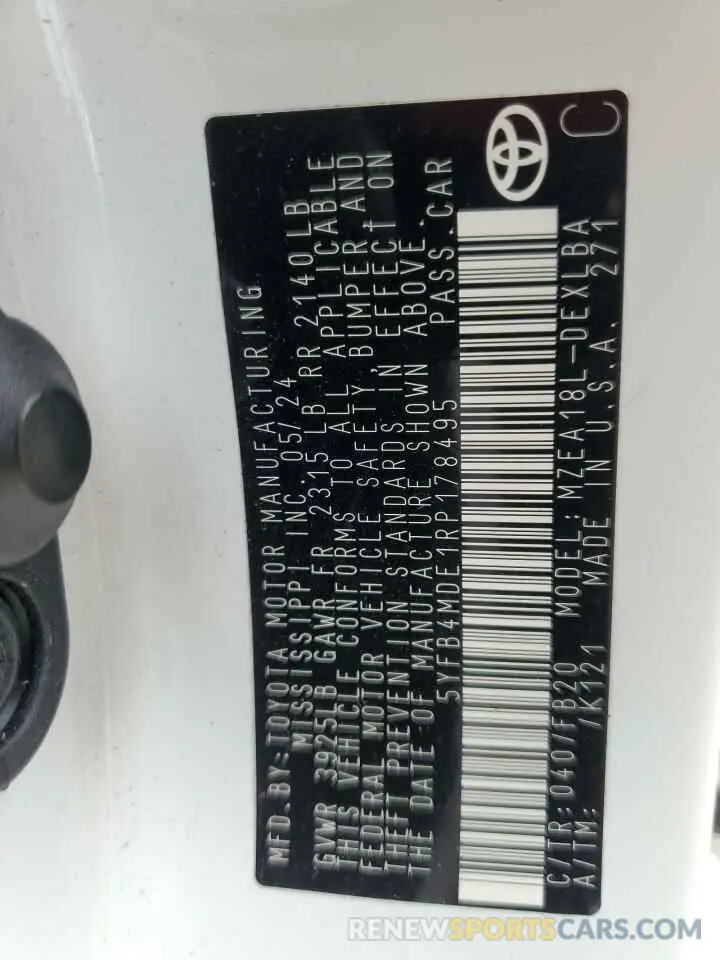 MFD.BY: TOYOTA MOTOR MANUFACTURING
MISSISSIPPI INC. 05/24
GVWR 3925LB GAWR FR 2315 LB RR 2140LB
THIS VEHICLE CONFORMS TO ALL APPLICABLE
FEDERAL MOTOR VEHICLE SAFETY, BUMPER AND
THEFT PREVENTION STANDARDS IN EFFECT ON
THE DATE OF MANUFACTURE SHOWN ABOVE.
5YFB4MDE1RP178495 PASS.CAR
C/TR: 040/FB20 MODEL: MZEA18L-DEXLBA
A/TM: /K121 MADE IN U.S.A. 271 C
RENEWSPORTSCARS.COM/EN/